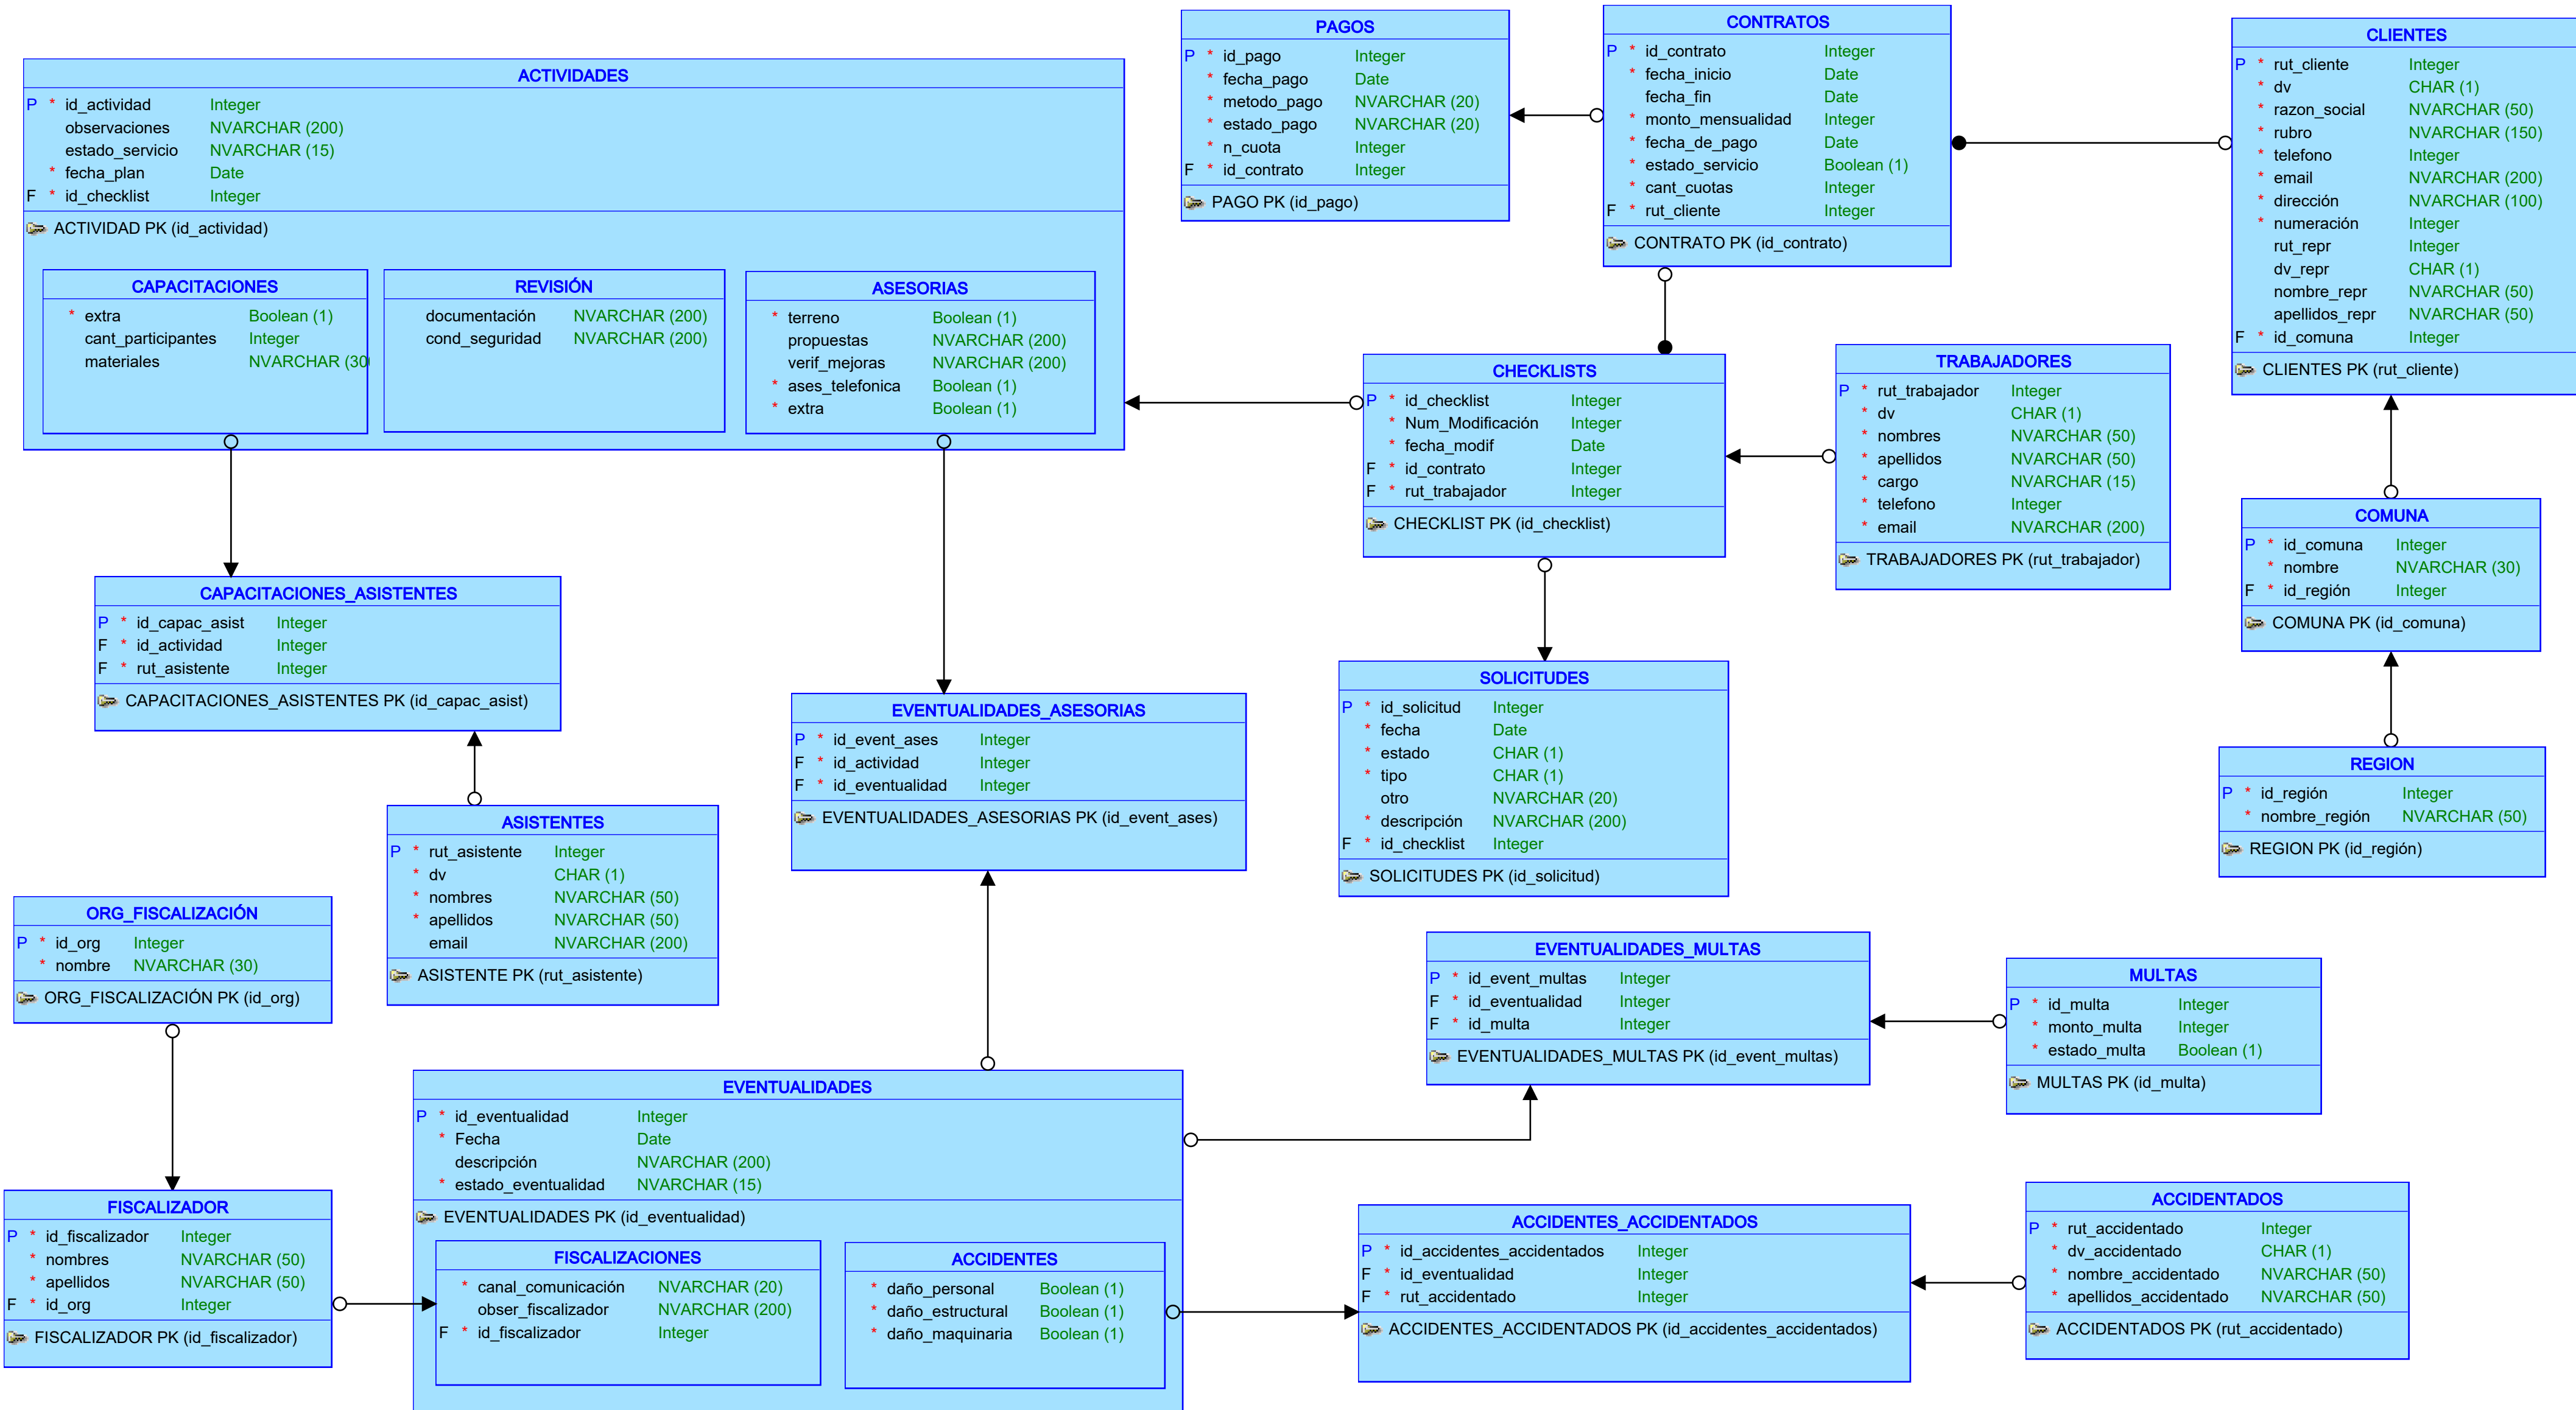 ACTIVIDADES
P * id_actividad Integer
observaciones NVARCHAR (200)
estado_servicio NVARCHAR (15)
* fecha_plan Date
F * id_checklist Integer
ACTIVIDAD PK (id_actividad)
CAPACITACIONES
* extra Boolean (1)
cant_participantes Integer
materiales NVARCHAR (30
REVISIÓN
documentación NVARCHAR (200)
cond_seguridad NVARCHAR (200)
ASESORIAS
* terreno Boolean (1)
propuestas NVARCHAR (200)
verif_mejoras NVARCHAR (200)
* ases_telefonica Boolean (1)
* extra Boolean (1)
PAGOS
P * id_pago Integer
* fecha_pago Date
* metodo_pago NVARCHAR (20)
* estado_pago NVARCHAR (20)
* n_cuota Integer
F * id_contrato Integer
PAGO PK (id_pago)
CONTRATOS
P * id_contrato Integer
* fecha_inicio Date
fecha_fin Date
* monto_mensualidad Integer
* fecha_de_pago Date
* estado_servicio Boolean (1)
* cant_cuotas Integer
F * rut_cliente Integer
CONTRATO PK (id_contrato)
CLIENTES
P * rut_cliente Integer
* dv CHAR (1)
* razon_social NVARCHAR (50)
* rubro NVARCHAR (150)
* telefono Integer
* email NVARCHAR (200)
* dirección NVARCHAR (100)
* numeración Integer
rut_repr Integer
dv_repr CHAR (1)
nombre_repr NVARCHAR (50)
apellidos_repr NVARCHAR (50)
F * id_comuna Integer
CLIENTES PK (rut_cliente)
CHECKLISTS
P * id_checklist Integer
* Num_Modificación Integer
* fecha_modif Date
F * id_contrato Integer
F * rut_trabajador Integer
CHECKLIST PK (id_checklist)
TRABAJADORES
P * rut_trabajador Integer
* dv CHAR (1)
* nombres NVARCHAR (50)
* apellidos NVARCHAR (50)
* cargo NVARCHAR (15)
* telefono Integer
* email NVARCHAR (200)
TRABAJADORES PK (rut_trabajador)
COMUNA
P * id_comuna Integer
* nombre NVARCHAR (30)
F * id_región Integer
COMUNA PK (id_comuna)
CAPACITACIONES_ASISTENTES
P * id_capac_asist Integer
F * id_actividad Integer
F * rut_asistente Integer
CAPACITACIONES_ASISTENTES PK (id_capac_asist)
EVENTUALIDADES_ASESORIAS
P * id_event_ases Integer
F * id_actividad Integer
F * id_eventualidad Integer
EVENTUALIDADES_ASESORIAS PK (id_event_ases)
SOLICITUDES
P * id_solicitud Integer
* fecha Date
* estado CHAR (1)
* tipo CHAR (1)
otro NVARCHAR (20)
* descripción NVARCHAR (200)
F * id_checklist Integer
SOLICITUDES PK (id_solicitud)
REGION
P * id_región Integer
* nombre_región NVARCHAR (50)
REGION PK (id_región)
ASISTENTES
P * rut_asistente Integer
* dv CHAR (1)
* nombres NVARCHAR (50)
* apellidos NVARCHAR (50)
email NVARCHAR (200)
ASISTENTE PK (rut_asistente)
ORG_FISCALIZACIÓN
P * id_org Integer
* nombre NVARCHAR (30)
ORG_FISCALIZACIÓN PK (id_org)
EVENTUALIDADES_MULTAS
P * id_event_multas Integer
F * id_eventualidad Integer
F * id_multa Integer
EVENTUALIDADES_MULTAS PK (id_event_multas)
MULTAS
P * id_multa Integer
* monto_multa Integer
* estado_multa Boolean (1)
MULTAS PK (id_multa)
EVENTUALIDADES
P * id_eventualidad Integer
* Fecha Date
descripción NVARCHAR (200)
* estado_eventualidad NVARCHAR (15)
EVENTUALIDADES PK (id_eventualidad)
FISCALIZACIONES
* canal_comunicación NVARCHAR (20)
obser_fiscalizador NVARCHAR (200)
F * id_fiscalizador Integer
ACCIDENTES
* daño_personal Boolean (1)
* daño_estructural Boolean (1)
* daño_maquinaria Boolean (1)
FISCALIZADOR
P * id_fiscalizador Integer
* nombres NVARCHAR (50)
* apellidos NVARCHAR (50)
F * id_org Integer
FISCALIZADOR PK (id_fiscalizador)
ACCIDENTES_ACCIDENTADOS
P * id_accidentes_accidentados Integer
F * id_eventualidad Integer
F * rut_accidentado Integer
ACCIDENTES_ACCIDENTADOS PK (id_accidentes_accidentados)
ACCIDENTADOS
P * rut_accidentado Integer
* dv_accidentado CHAR (1)
* nombre_accidentado NVARCHAR (50)
* apellidos_accidentado NVARCHAR (50)
ACCIDENTADOS PK (rut_accidentado)